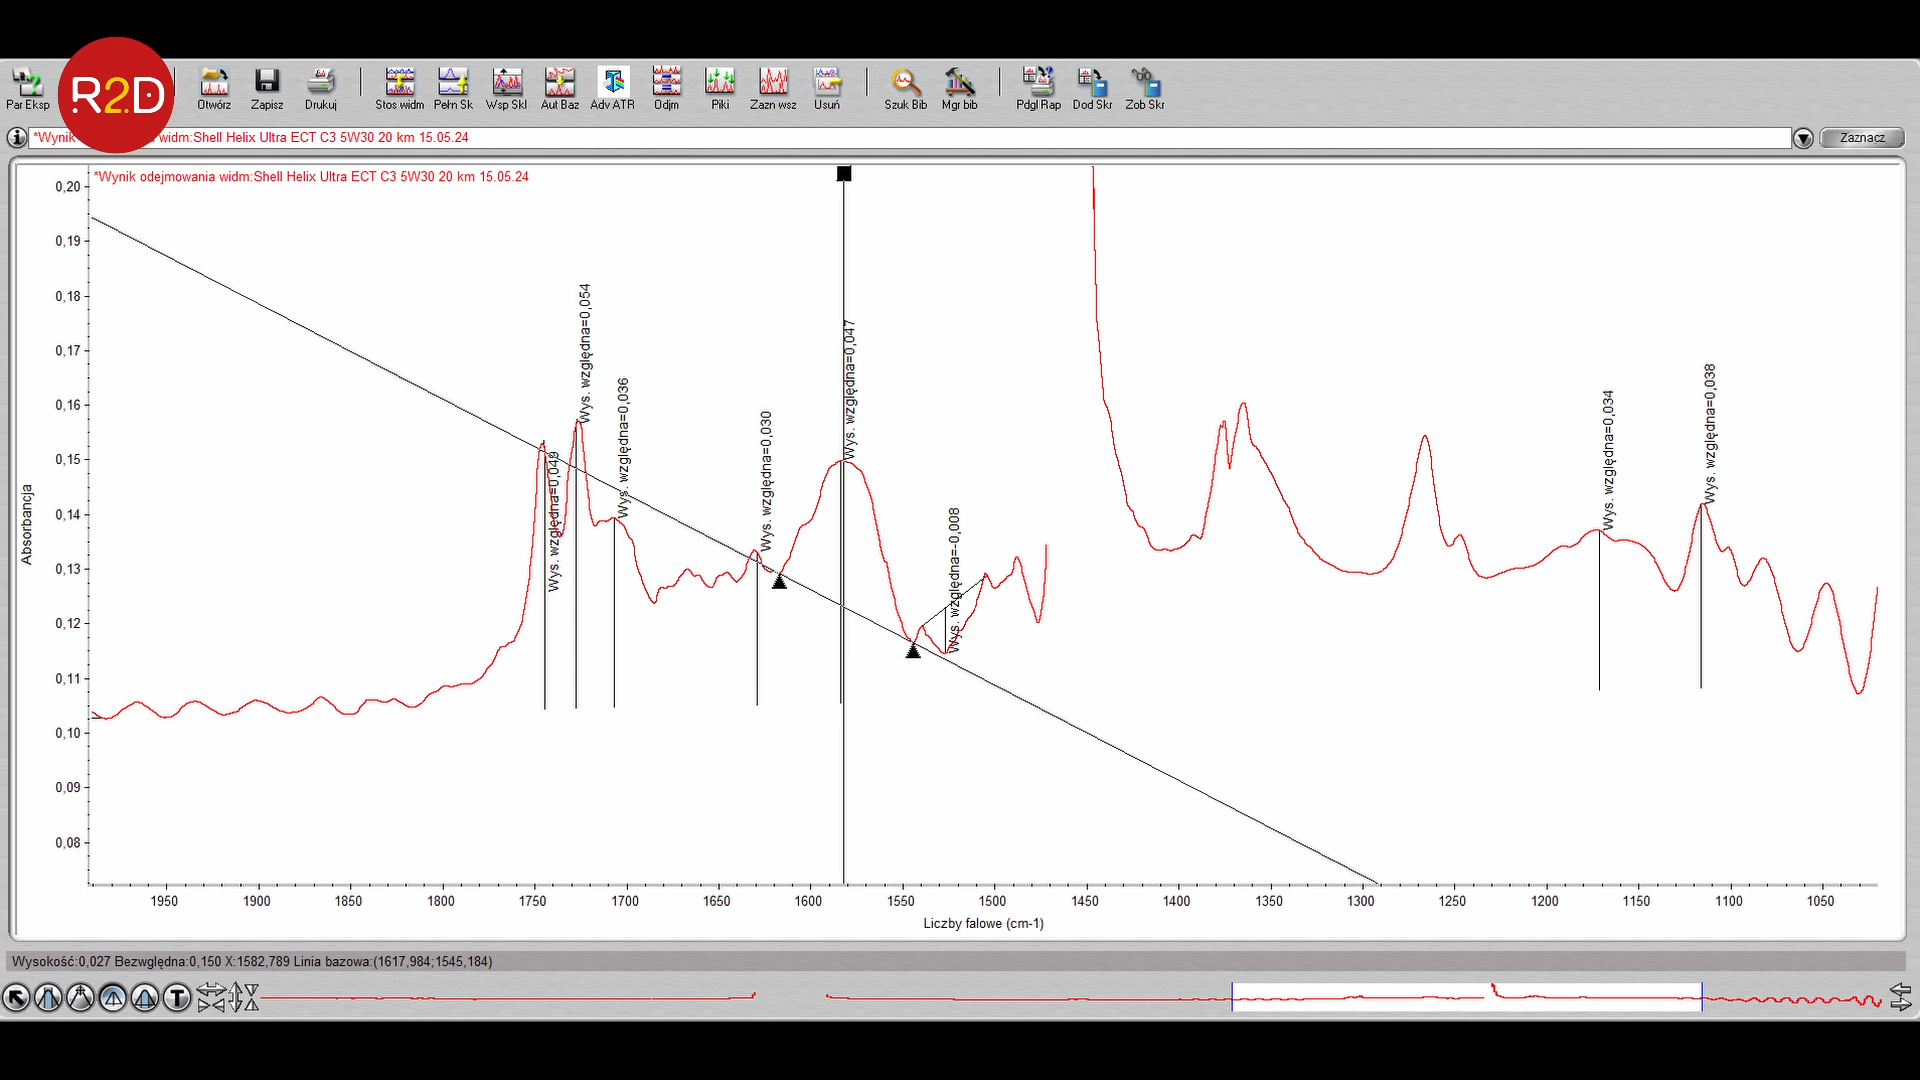 R2D
Par Eksp
Otwórz
Zapisz
Drukuj
Stos widm
Pełn Sk
Wsp Skl
Aut Baz
Adv ATR
Odjm
Piki
Zazn wsz
Usuń
Szuk Bib
Mgr bib
Pdgl Rap
Dod Skr
Zob Skr
*Wynik widm:Shell Helix Ultra ECT C3 5W30 20 km 15.05.24
Zaznacz
*Wynik odejmowania widm:Shell Helix Ultra ECT C3 5W30 20 km 15.05.24
0,20
0,19
0,18
0,17
0,16
0,15
0,14
0,13
0,12
0,11
0,10
0,09
0,08
Absorbancja
Wys. względna=0,049
Wys. względna=0,054
Wys. względna=0,036
Wys. względna=0,030
Wys. względna=0,047
Wys. względna=-0,008
Wys. względna=0,034
Wys. względna=0,038
1950 1900 1850 1800 1750 1700 1650 1600 1550 1500 1450 1400 1350 1300 1250 1200 1150 1100 1050
Liczby falowe (cm-1)
Wysokość:0,027 Bezwględna:0,150 X:1582,789 Linia bazowa:(1617,984;1545,184)
T